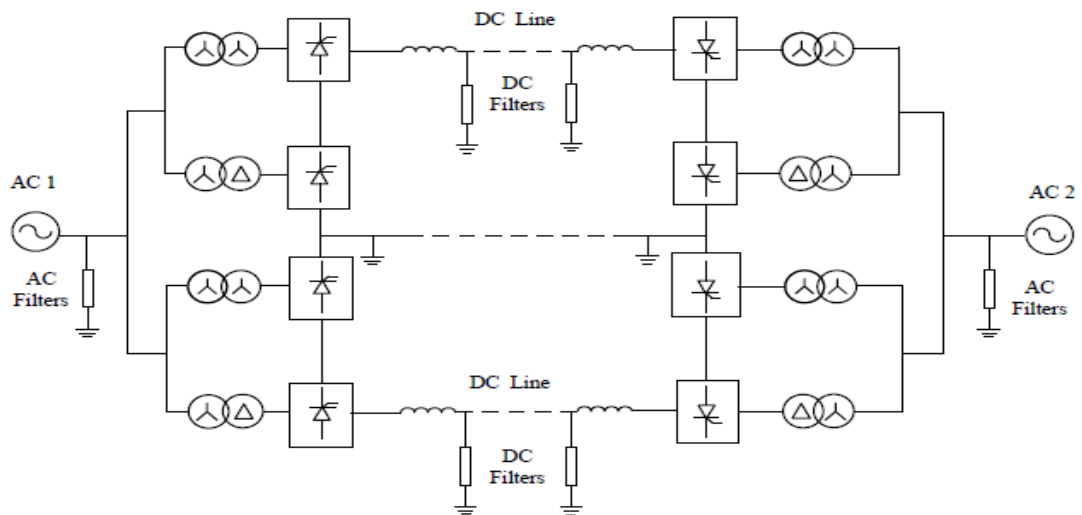 DC Line
DC
Filters
AC 1
AC 2
AC
Filters
AC
Filters
DC Line
DC
Filters